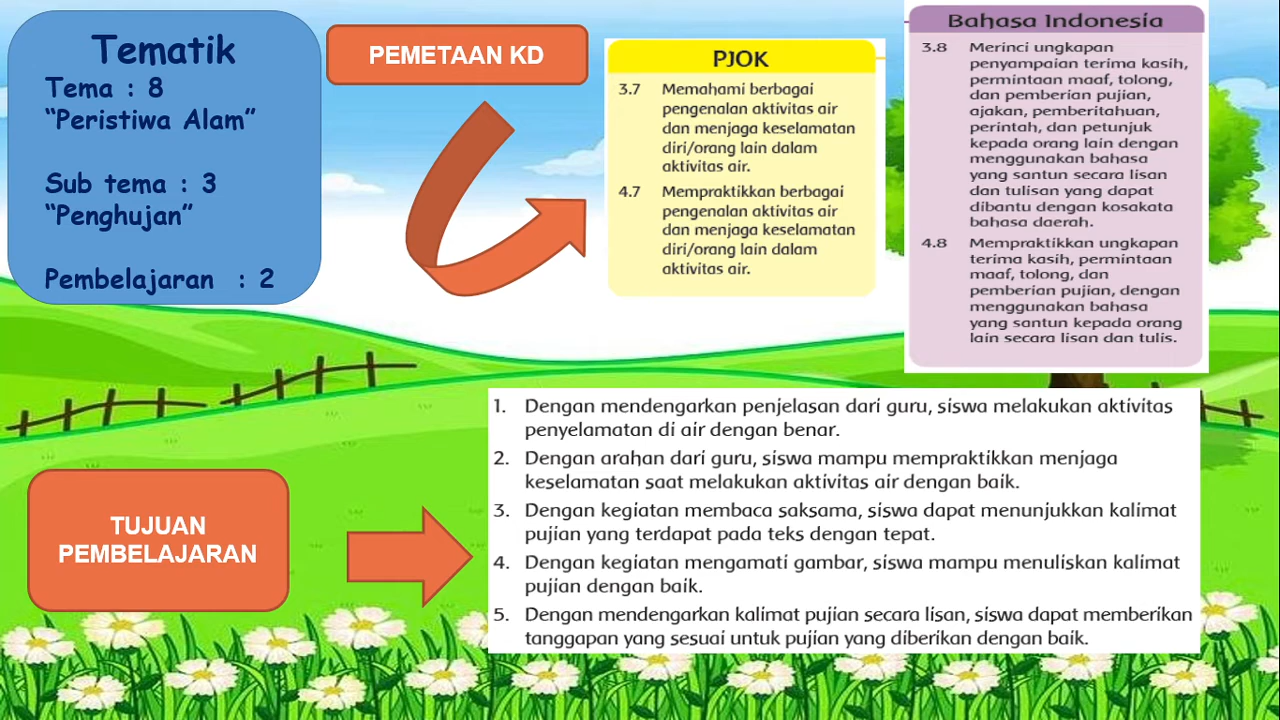 Tematik
Tema : 8
“Peristiwa Alam”
Sub tema : 3
“Penghujan”
Pembelajaran : 2
PEMETAAN KD
PJOK
3.7 Memahami berbagai
pengenalan aktivitas air
dan menjaga keselamatan
diri/orang lain dalam
aktivitas air.
4.7 Mempraktikkan berbagai
pengenalan aktivitas air
dan menjaga keselamatan
diri/orang lain dalam
aktivitas air.
Bahasa Indonesia
3.8 Merinci ungkapan
penyampaian terima kasih,
permintaan maaf, tolong,
dan pemberian pujian,
ajakan, pemberitahuan,
perintah, dan petunjuk
kepada orang lain dengan
menggunakan bahasa
yang santun secara lisan
dan tulisan yang dapat
dibantu dengan kosakata
bahasa daerah.
4.8 Mempraktikkan ungkapan
terima kasih, permintaan
maaf, tolong, dan
pemberian pujian, dengan
menggunakan bahasa
yang santun kepada orang
lain secara lisan dan tulis.
TUJUAN
PEMBELAJARAN
1. Dengan mendengarkan penjelasan dari guru, siswa melakukan aktivitas
penyelamatan di air dengan benar.
2. Dengan arahan dari guru, siswa mampu mempraktikkan menjaga
keselamatan saat melakukan aktivitas air dengan baik.
3. Dengan kegiatan membaca saksama, siswa dapat menunjukkan kalimat
pujian yang terdapat pada teks dengan tepat.
4. Dengan kegiatan mengamati gambar, siswa mampu menuliskan kalimat
pujian dengan baik.
5. Dengan mendengarkan kalimat pujian secara lisan, siswa dapat memberikan
tanggapan yang sesuai untuk pujian yang diberikan dengan baik.